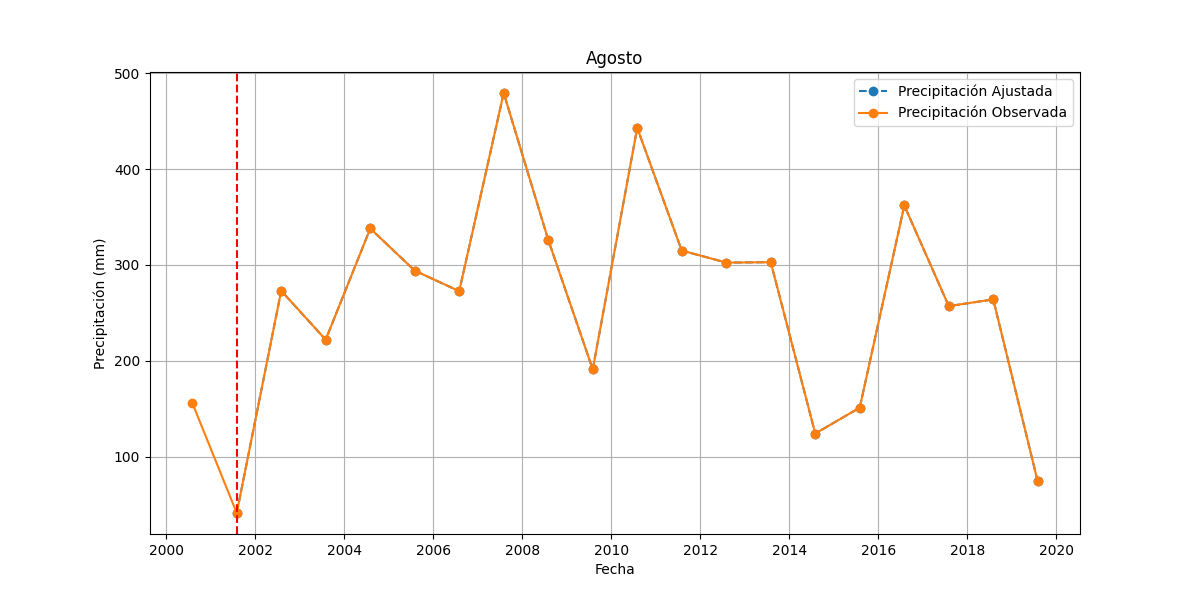 Agosto
500
400
300
200
100
Precipitación (mm)
Precipitación Ajustada
Precipitación Observada
2000 2002 2004 2006 2008 2010 2012 2014 2016 2018 2020
Fecha